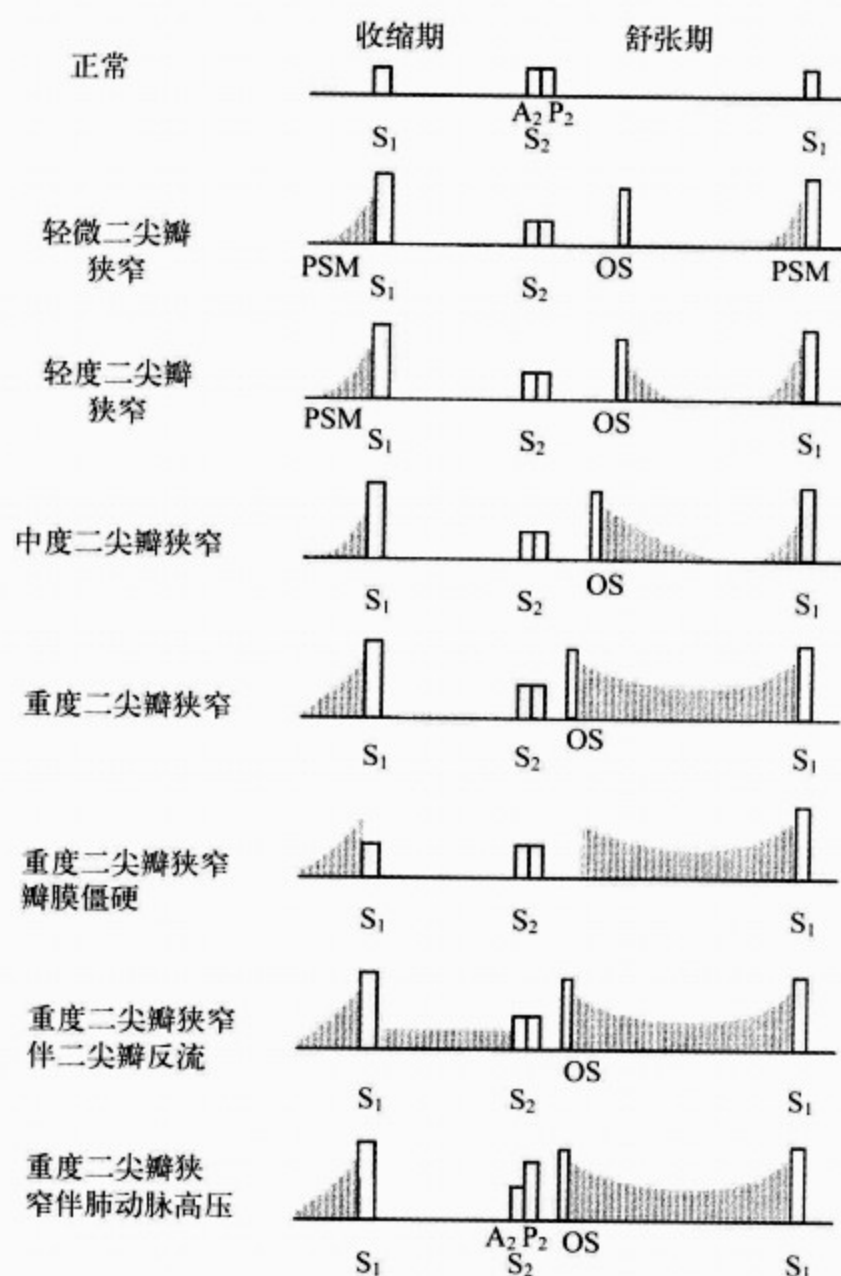 收缩期 舒张期
正常
A₂ P₂
S₁ S₂ S₁
轻微二尖瓣
狭窄
PSM OS PSM
S₁ S₂
轻度二尖瓣
狭窄
PSM OS
S₁ S₂ S₁
中度二尖瓣狭窄
OS
S₁ S₂ S₁
重度二尖瓣狭窄
OS
S₁ S₂ S₁
重度二尖瓣狭窄
瓣膜僵硬
S₁ S₂ S₁
重度二尖瓣狭窄
伴二尖瓣反流
OS
S₁ S₂ S₁
重度二尖瓣狭
窄伴肺动脉高压
A₂ P₂ OS
S₁ S₂ S₁